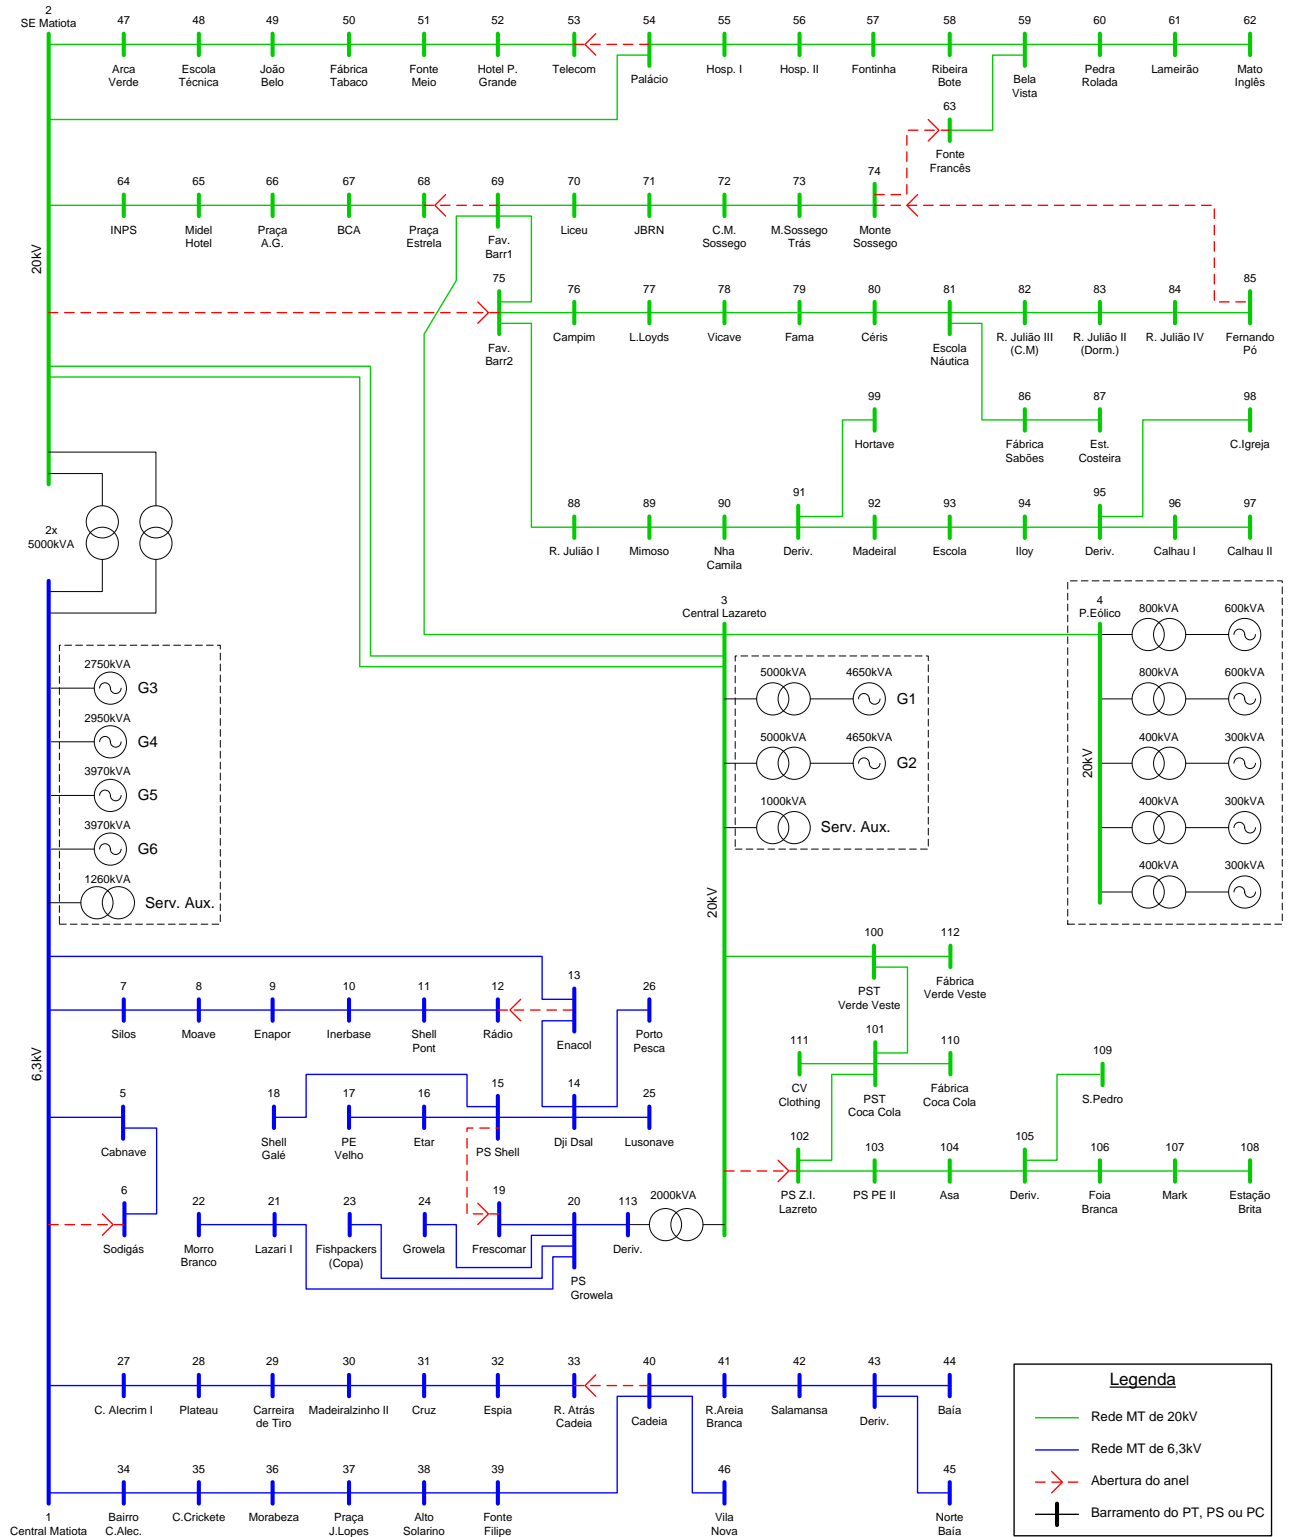 2
SE Matiota
47
48
49
50
51
52
53
54
55
56
57
58
59
60
61
62
Arca
Verde
Escola
Técnica
João
Belo
Fábrica
Tabaco
Fonte
Meio
Hotel P.
Grande
Telecom
Palácio
Hosp. I
Hosp. II
Fontinha
Ribeira
Bote
Bela
Vista
Pedra
Rolada
Lameirão
Mato
Inglês
63
Fonte
Francês
64
65
66
67
68
69
70
71
72
73
74
INPS
Midel
Hotel
Praça
A.G.
BCA
Praça
Estrela
Fav.
Barr1
Liceu
JBRN
C.M.
Sossego
M.Sossego
Trás
Monte
Sossego
20kV
75
76
77
78
79
80
81
82
83
84
85
Fav.
Barr2
Campim
L.Loyds
Vicave
Fama
Céris
Escola
Náutica
R. Julião III
(C.M)
R. Julião II
(Dorm.)
R. Julião IV
Fernando
Pó
99
86
87
98
Hortave
Fábrica
Sabões
Est.
Costeira
C.Igreja
88
89
90
91
92
93
94
95
96
97
R. Julião I
Mimoso
Nha
Camila
Deriv.
Madeiral
Escola
Iloy
Deriv.
Calhau I
Calhau II
2x
5000kVA
3
Central Lazareto
4
P.Eólico
800kVA
600kVA
800kVA
600kVA
400kVA
300kVA
400kVA
300kVA
400kVA
300kVA
20kV
2750kVA
G3
2950kVA
G4
3970kVA
G5
3970kVA
G6
1260kVA
Serv. Aux.
5000kVA
4650kVA
G1
5000kVA
4650kVA
G2
1000kVA
Serv. Aux.
20kV
6,3kV
7
8
9
10
11
12
13
26
Silos
Moave
Enapor
Inerbase
Shell
Pont
Rádio
Enacol
Porto
Pesca
100
112
PST
Verde Veste
Fábrica
Verde Veste
111
101
110
109
CV
Clothing
PST
Coca Cola
Fábrica
Coca Cola
S.Pedro
5
18
17
16
15
14
25
Cabnave
Shell
Galé
PE
Velho
Etar
PS Shell
Dji Dsal
Lusonave
102
103
104
105
106
107
108
PS Z.I.
Lazreto
PS PE II
Asa
Deriv.
Foia
Branca
Mark
Estação
Brita
6
22
21
23
24
19
20
113
2000kVA
Sodigás
Morro
Branco
Lazari I
Fishpackers
(Copa)
Growela
Frescomar
PS
Growela
Deriv.
27
28
29
30
31
32
33
40
41
42
43
44
C. Alecrim I
Plateau
Carreira
de Tiro
Madeiralzinho II
Cruz
Espia
R. Atrás
Cadeia
Cadeia
R.Areia
Branca
Salamansa
Deriv.
Baía
34
35
36
37
38
39
46
45
1
Central Matiota
Bairro
C.Alec.
C.Crickete
Morabeza
Praça
J.Lopes
Alto
Solarino
Fonte
Filipe
Vila
Nova
Norte
Baía
Legenda
Rede MT de 20kV
Rede MT de 6,3kV
Abertura do anel
Barramento do PT, PS ou PC